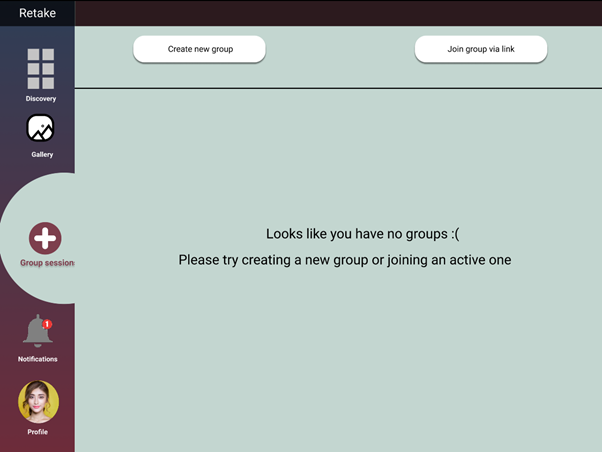 Retake
Create new group
Join group via link
Discovery
Gallery
Group session
Looks like you have no groups :(
Please try creating a new group or joining an active one
1
Notifications
Profile